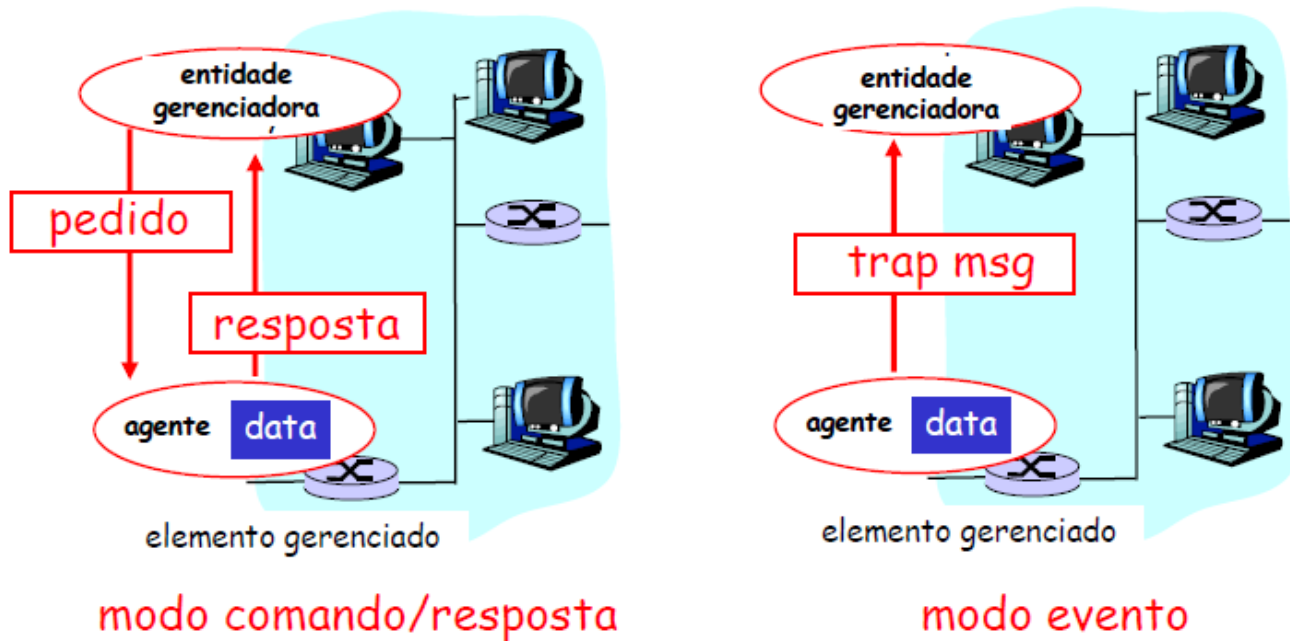 entidade
gerenciadora
pedido
resposta
agente data
elemento gerenciado
modo comando/resposta
entidade
gerenciadora
trap msg
agente data
elemento gerenciado
modo evento